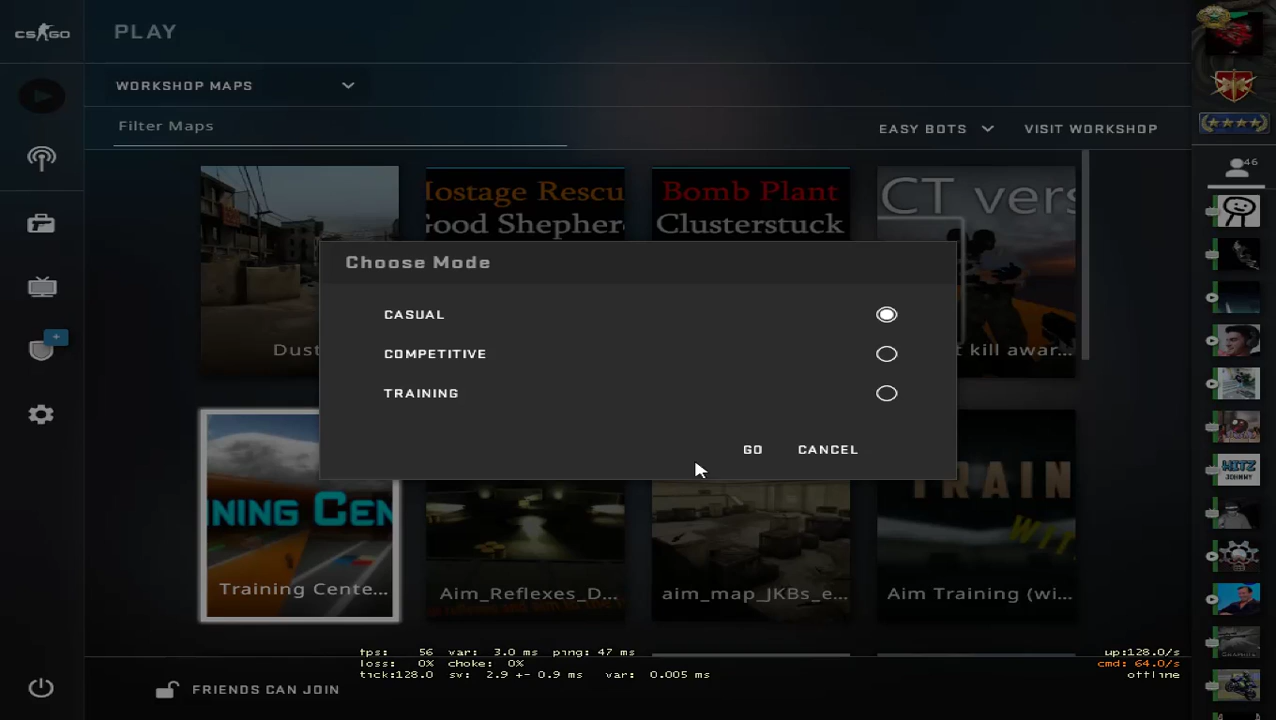 CS GO
PLAY
WORKSHOP MAPS
Filter Maps
EASY BOTS
VISIT WORKSHOP
46
Hostage Rescu
Good Shepher
Bomb Plant
Clusterstuck
CT vers
Choose Mode
CASUAL
COMPETITIVE
TRAINING
GO
CANCEL
Dust
t kill awar...
NING CEN
TRAIN
WI
HITZ
JOHNNY
Training Cente...
Aim_Reflexes_D...
aim_map_JKBs_e...
Aim Training (wi...
fps: 56 var: 3.0 ms ping: 47 ms
loss: 0% choke: 0%
tick:128.0 sv: 2.9 +- 0.9 ms var: 0.005 ms
up:128.0/s
cmd: 64.0/s
offline
FRIENDS CAN JOIN